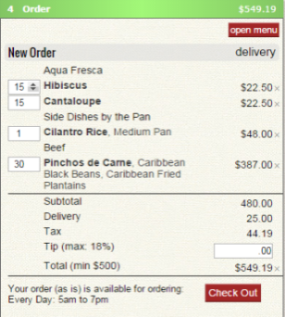 4 Order $549.19
open menu
New Order delivery
Aqua Fresca
15 Hibiscus $22.50 ×
15 Cantaloupe $22.50 ×
Side Dishes by the Pan
1 Cilantro Rice, Medium Pan $48.00 ×
Beef
30 Pinchos de Carne, Caribbean $387.00 ×
Black Beans, Caribbean Fried
Plantains
Subtotal 480.00
Delivery 25.00
Tax 44.19
Tip (max: 18%) .00
Total (min $500) $549.19 ×
Your order (as is) is available for ordering:
Every Day: 5am to 7pm
Check Out